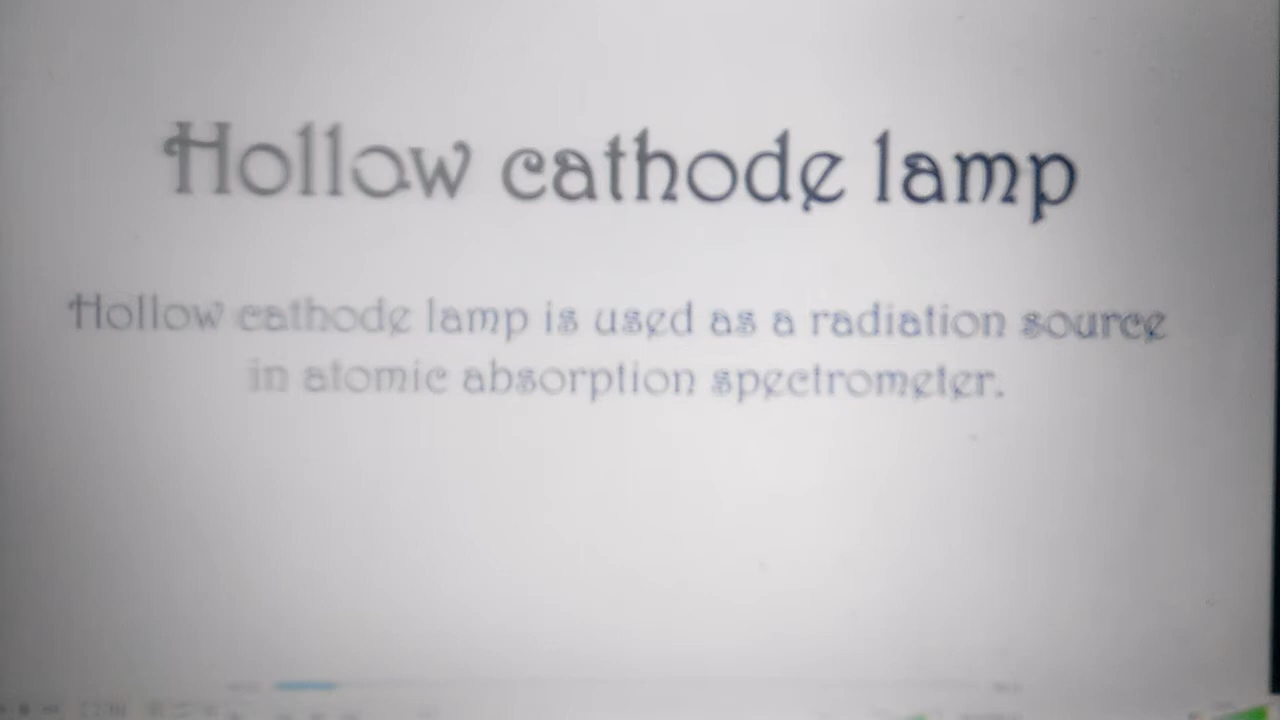 Hollow cathode lamp
Hollow cathode lamp is used as a radiation source
in atomic absorption spectrometer.